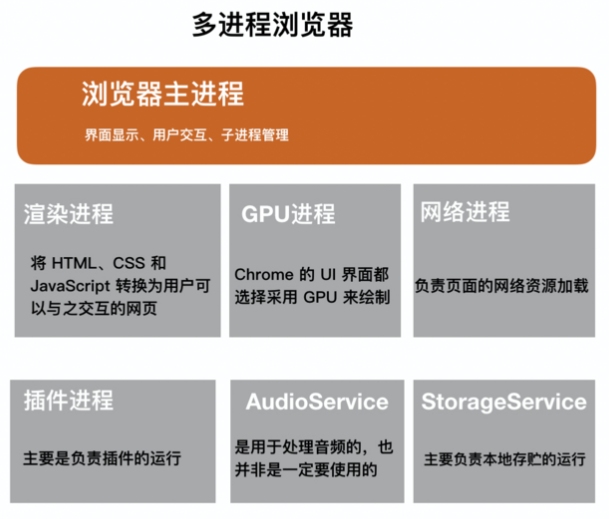 多进程浏览器
浏览器主进程
界面显示、用户交互、子进程管理
渲染进程
将 HTML、CSS 和
JavaScript 转换为用户可
以与之交互的网页
GPU进程
Chrome 的 UI 界面都
选择采用 GPU 来绘制
网络进程
负责页面的网络资源加载
插件进程
主要是负责插件的运行
AudioService
是用于处理音频的，也
并非是一定要使用的
StorageService
主要负责本地存贮的运行